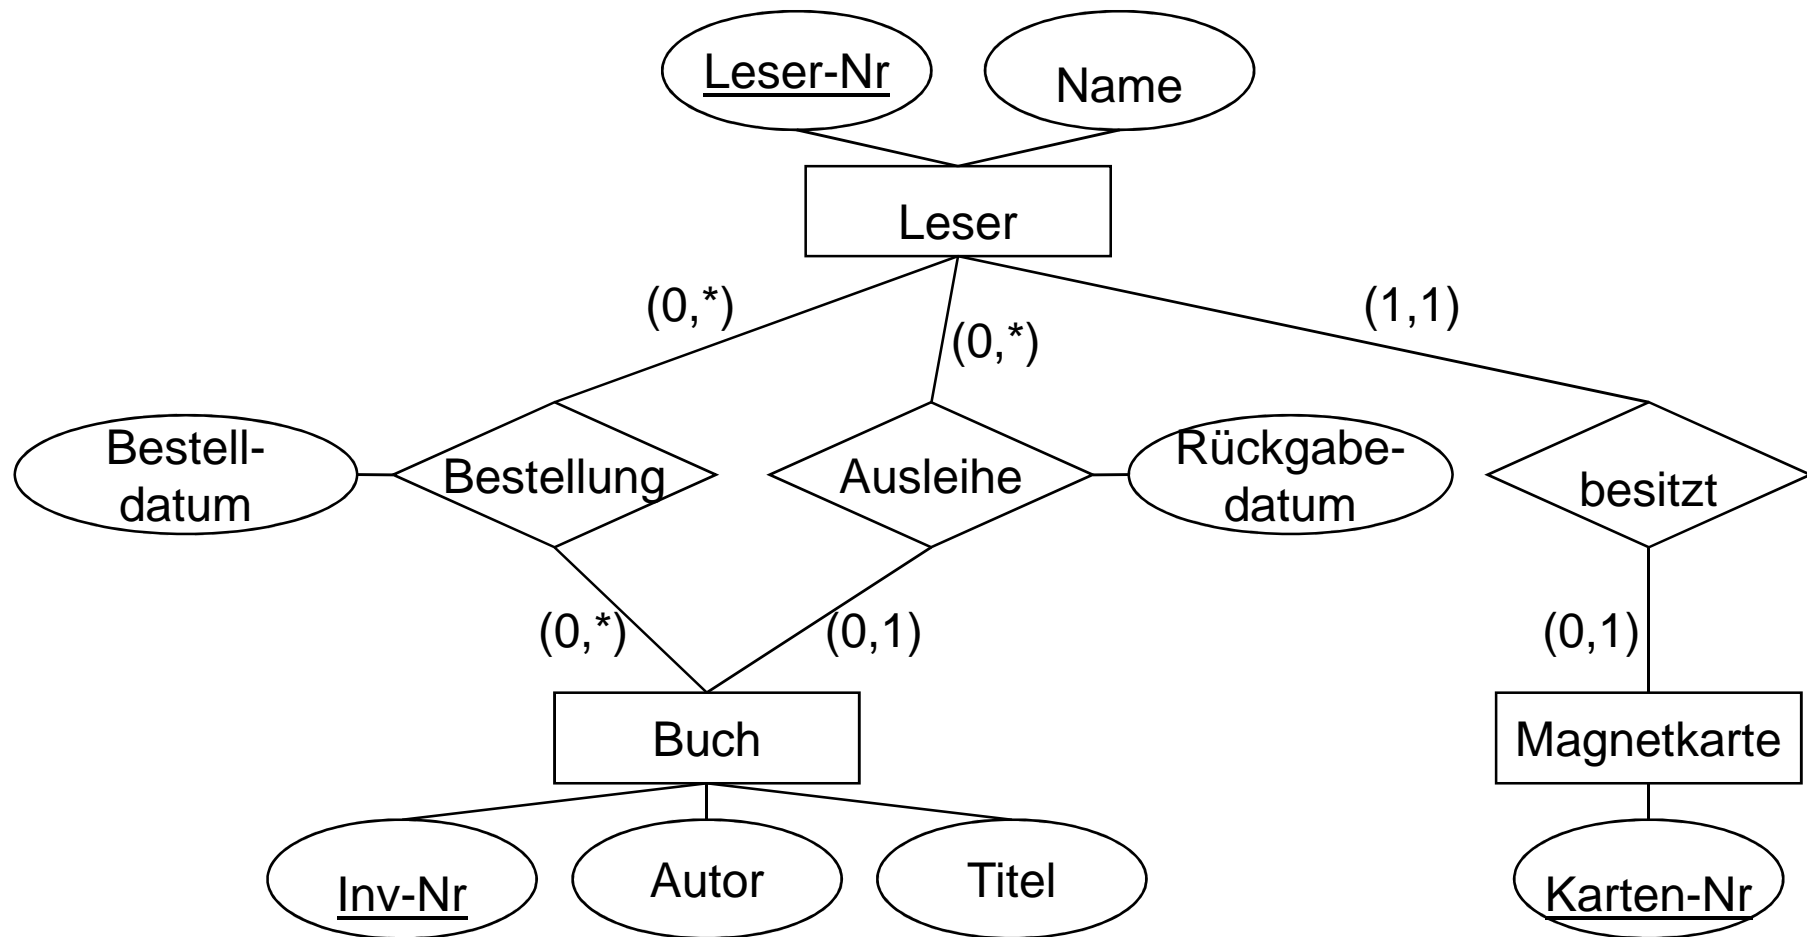 Leser-Nr
Name
Leser
(0,*)
(0,*)
(1,1)
Bestell-
datum
Bestellung
Ausleihe
Rückgabe-
datum
besitzt
(0,*)
(0,1)
(0,1)
Buch
Magnetkarte
Inv-Nr
Autor
Titel
Karten-Nr